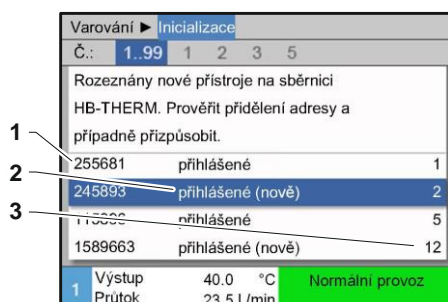 Varování ► Inicializace
Č.: 1..99 1 2 3 5
Rozeznány nové přístroje na sběrnici
HB-THERM. Prověřit přidělení adresy a
případně přizpůsobit.
1
255681 přihlášené 1
2
245893 přihlášené (nově) 2
3
přihlášené 5
1589663 přihlášené (nově) 12
1 Výstup 40.0 °C Normální provoz
Průtok 23.5 L/min